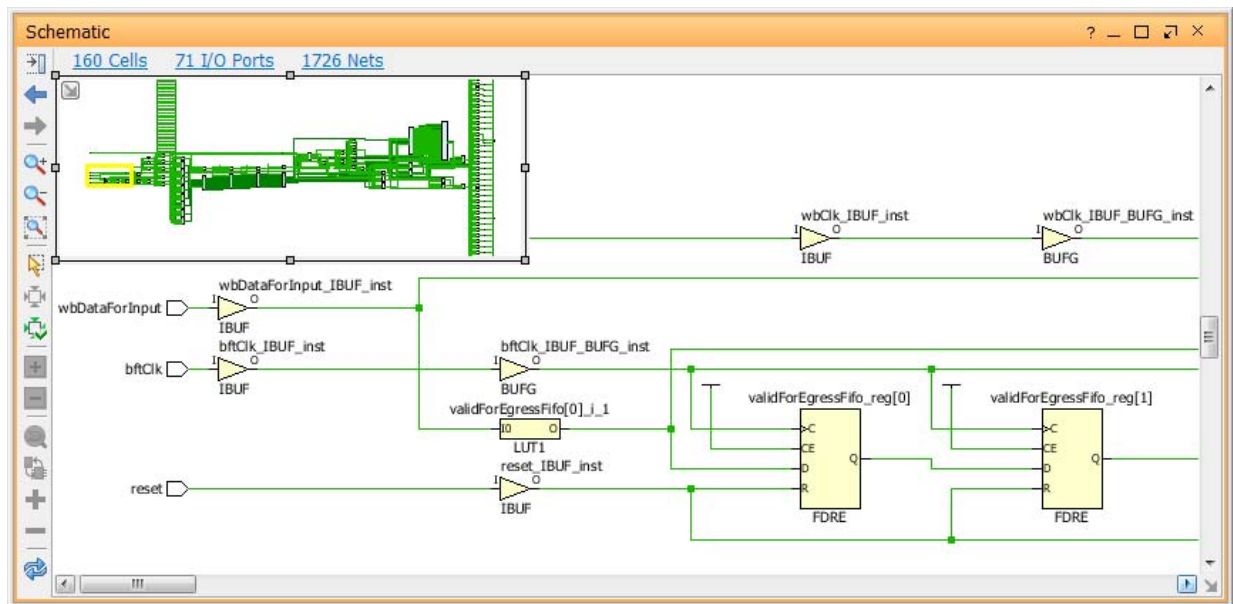 Schematic
160 Cells 71 I/O Ports 1726 Nets
wbClk_IBUF_inst wbClk_IBUF_BUFG_inst
I O I O
IBUF BUFG
wbDataForInput_IBUF_inst
wbDataForInput I O
IBUF
bftClk_IBUF_inst bftClk_IBUF_BUFG_inst
bftClk I O I O
IBUF BUFG
validForEgressFifo_reg[0] validForEgressFifo_reg[1]
validForEgressFifo[0]_i_1
I0 O
LUT1
C C
CE CE
D Q D Q
R R
FDRE FDRE
reset_IBUF_inst
reset I O
IBUF